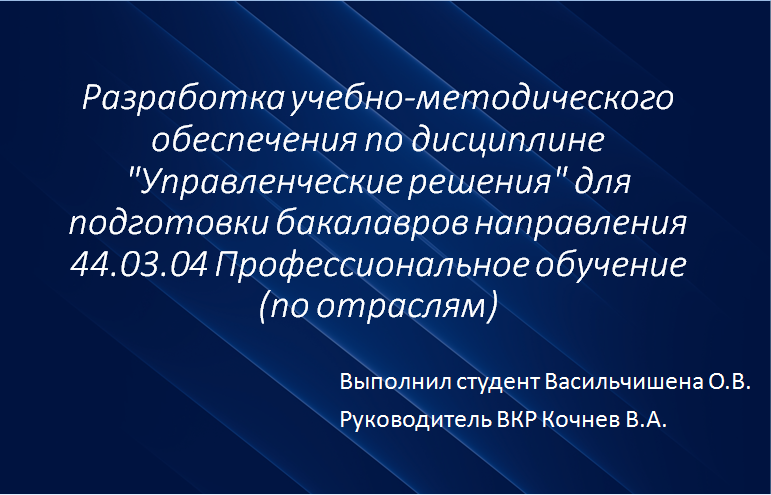 Разработка учебно-методического
обеспечения по дисциплине
"Управленческие решения" для
подготовки бакалавров направления
44.03.04 Профессиональное обучение
(по отраслям)
Выполнил студент Васильчишена О.В.
Руководитель ВКР Кочнев В.А.